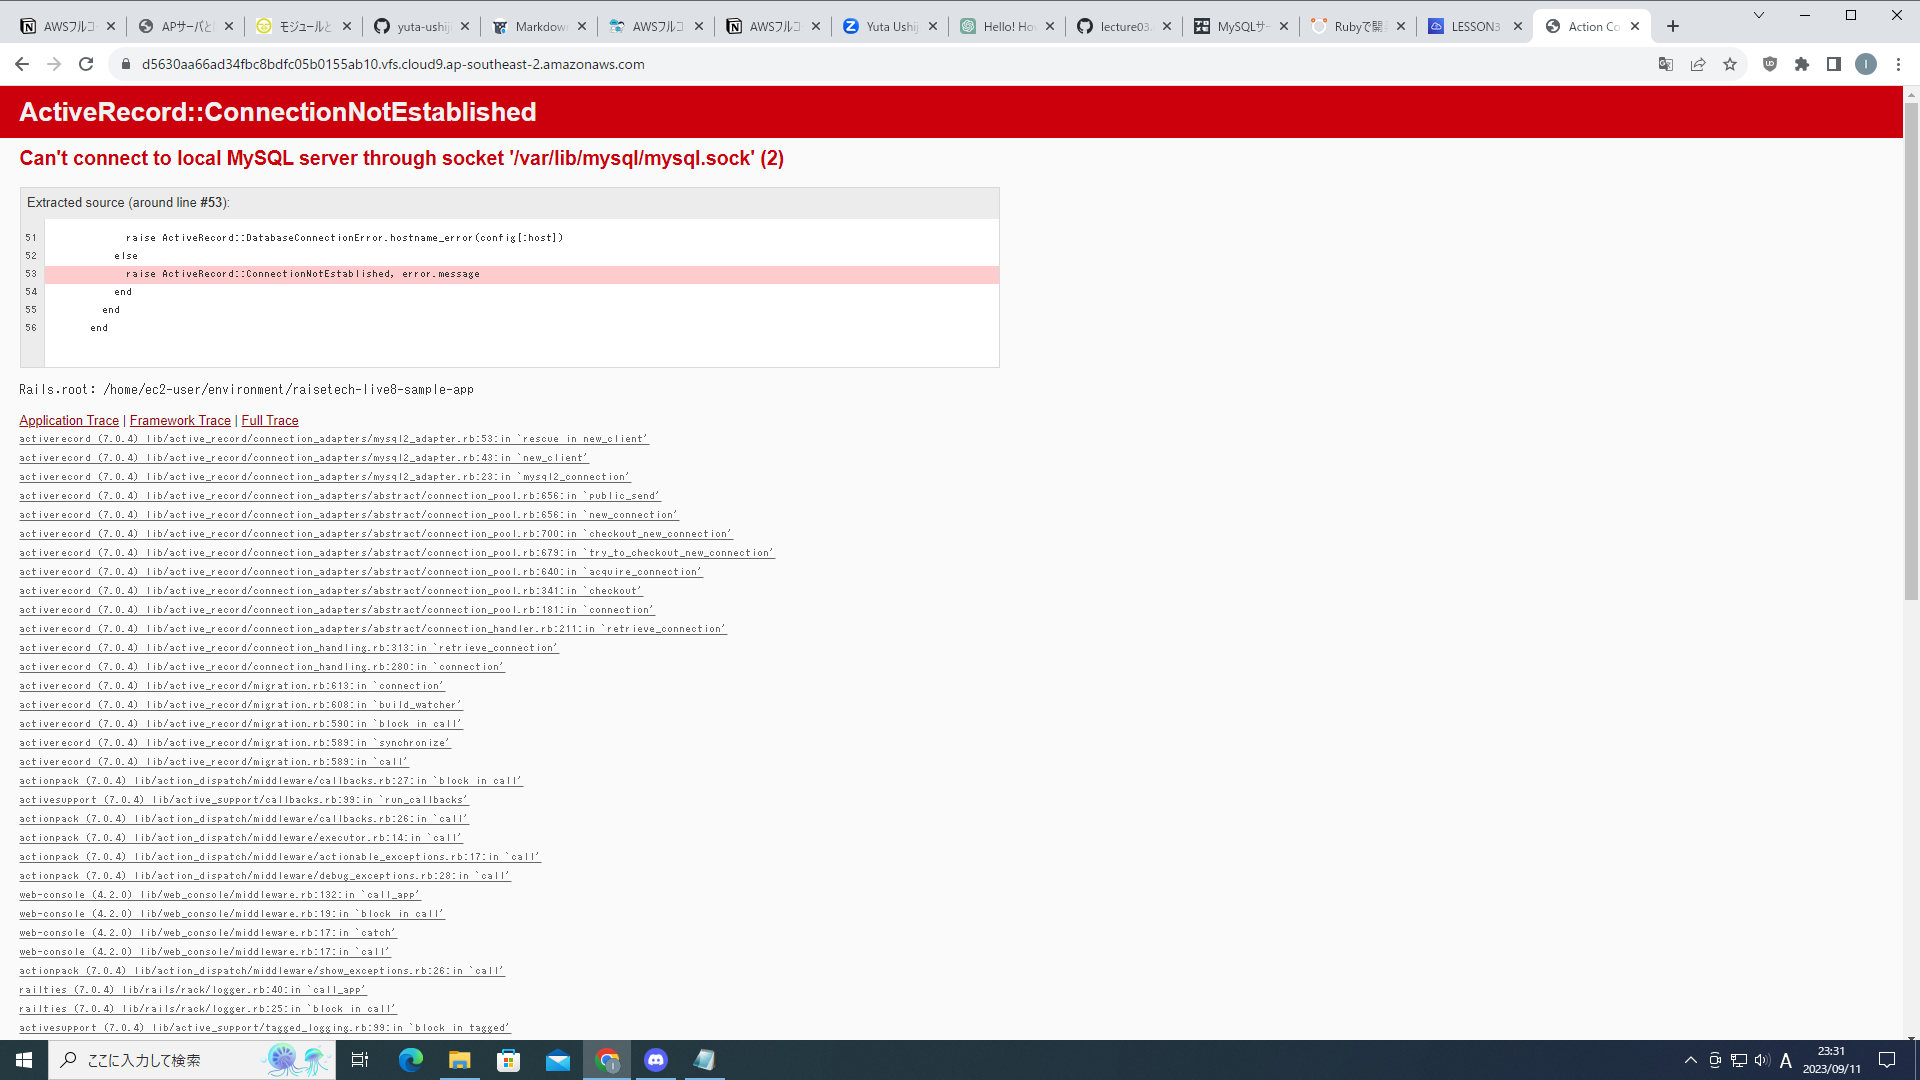 AWSフルコ
APサーバと
モジュールと
yuta-ushij
Markdown
AWSフルコ
AWSフルコ
Yuta Ushij
Hello! Ho
lecture03.
MySQLサー
Rubyで開
LESSON3
Action Co
d5630aa66ad34fbc8bdfc05b0155ab10.vfs.cloud9.ap-southeast-2.amazonaws.com
ActiveRecord::ConnectionNotEstablished
Can't connect to local MySQL server through socket '/var/lib/mysql/mysql.sock' (2)
Extracted source (around line #53):
51 raise ActiveRecord::DatabaseConnectionError.hostname_error(config[:host])
52 else
53 raise ActiveRecord::ConnectionNotEstablished, error.message
54 end
55 end
56 end
Rails.root: /home/ec2-user/environment/raisetech-live8-sample-app
Application Trace | Framework Trace | Full Trace
activerecord (7.0.4) lib/active_record/connection_adapters/mysql2_adapter.rb:53:in `rescue in new_client'
activerecord (7.0.4) lib/active_record/connection_adapters/mysql2_adapter.rb:43:in `new_client'
activerecord (7.0.4) lib/active_record/connection_adapters/mysql2_adapter.rb:23:in `mysql2_connection'
activerecord (7.0.4) lib/active_record/connection_adapters/abstract/connection_pool.rb:656:in `public_send'
activerecord (7.0.4) lib/active_record/connection_adapters/abstract/connection_pool.rb:656:in `new_connection'
activerecord (7.0.4) lib/active_record/connection_adapters/abstract/connection_pool.rb:700:in `checkout_new_connection'
activerecord (7.0.4) lib/active_record/connection_adapters/abstract/connection_pool.rb:679:in `try_to_checkout_new_connection'
activerecord (7.0.4) lib/active_record/connection_adapters/abstract/connection_pool.rb:640:in `acquire_connection'
activerecord (7.0.4) lib/active_record/connection_adapters/abstract/connection_pool.rb:341:in `checkout'
activerecord (7.0.4) lib/active_record/connection_adapters/abstract/connection_pool.rb:181:in `connection'
activerecord (7.0.4) lib/active_record/connection_adapters/abstract/connection_handler.rb:211:in `retrieve_connection'
activerecord (7.0.4) lib/active_record/connection_handling.rb:313:in `retrieve_connection'
activerecord (7.0.4) lib/active_record/connection_handling.rb:280:in `connection'
activerecord (7.0.4) lib/active_record/migration.rb:613:in `connection'
activerecord (7.0.4) lib/active_record/migration.rb:608:in `build_watcher'
activerecord (7.0.4) lib/active_record/migration.rb:590:in `block in call'
activerecord (7.0.4) lib/active_record/migration.rb:589:in `synchronize'
activerecord (7.0.4) lib/active_record/migration.rb:589:in `call'
actionpack (7.0.4) lib/action_dispatch/middleware/callbacks.rb:27:in `block in call'
activesupport (7.0.4) lib/active_support/callbacks.rb:99:in `run_callbacks'
actionpack (7.0.4) lib/action_dispatch/middleware/callbacks.rb:26:in `call'
actionpack (7.0.4) lib/action_dispatch/middleware/executor.rb:14:in `call'
actionpack (7.0.4) lib/action_dispatch/middleware/actionable_exceptions.rb:17:in `call'
actionpack (7.0.4) lib/action_dispatch/middleware/debug_exceptions.rb:28:in `call'
web-console (4.2.0) lib/web_console/middleware.rb:132:in `call_app'
web-console (4.2.0) lib/web_console/middleware.rb:19:in `block in call'
web-console (4.2.0) lib/web_console/middleware.rb:17:in `catch'
web-console (4.2.0) lib/web_console/middleware.rb:17:in `call'
actionpack (7.0.4) lib/action_dispatch/middleware/show_exceptions.rb:26:in `call'
railties (7.0.4) lib/rails/rack/logger.rb:40:in `call_app'
railties (7.0.4) lib/rails/rack/logger.rb:25:in `block in call'
activesupport (7.0.4) lib/active_support/tagged_logging.rb:99:in `block in tagged'
ここに入力して検索
A
23:31
2023/09/11